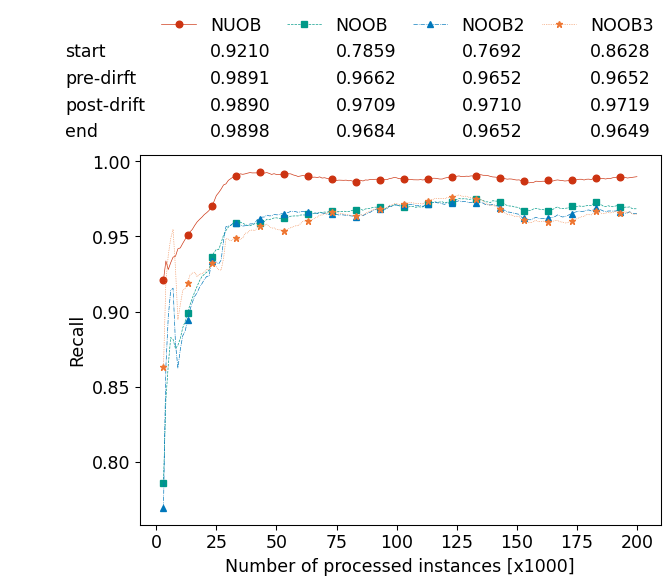 NUOB NOOB NOOB2 NOOB3
start 0.9210 0.7859 0.7692 0.8628
pre-dirft 0.9891 0.9662 0.9652 0.9652
post-drift 0.9890 0.9709 0.9710 0.9719
end 0.9898 0.9684 0.9652 0.9649
1.00
0.95
0.90
0.85
0.80
Recall
0 25 50 75 100 125 150 175 200
Number of processed instances [x1000]